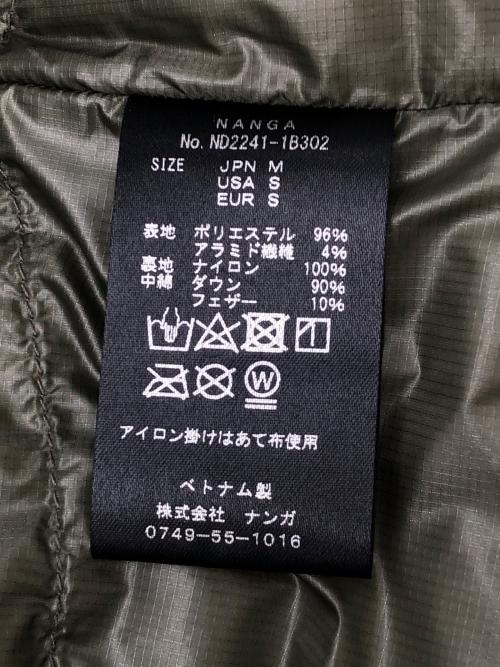 NANGA
No. ND2241-1B302
SIZE JPN M
USA S
EUR S
表地 ポリエステル 96%
アラミド繊維 4%
裏地 ナイロン 100%
中綿 ダウン 90%
フェザー 10%
W
アイロン掛けはあて布使用
ベトナム製
株式会社 ナンガ
0749-55-1016